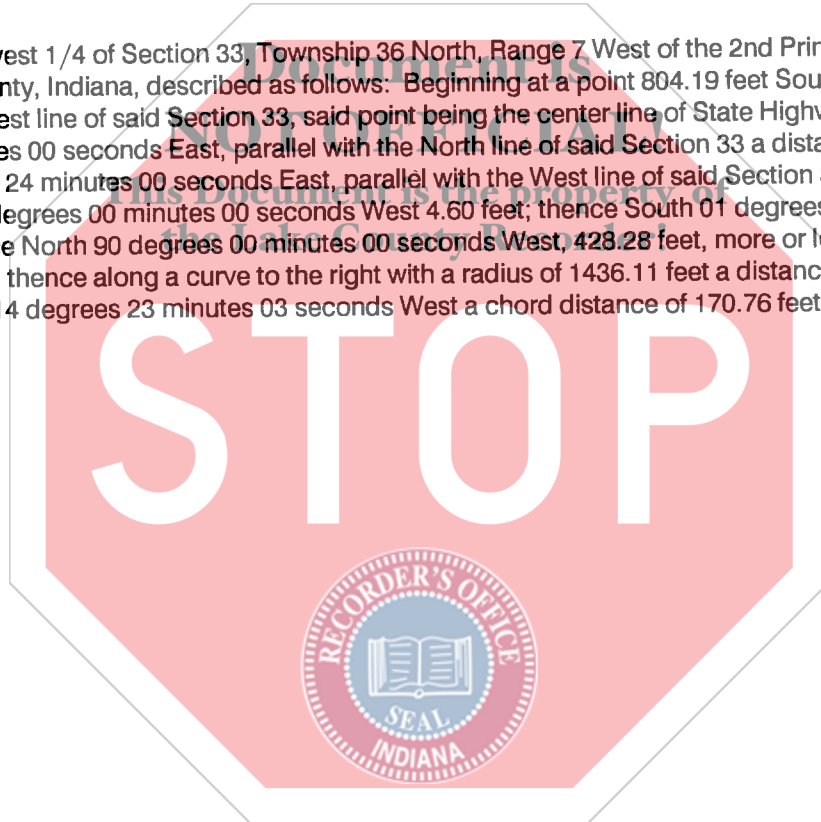 vest 1/4 of Section 33, Township 36 North, Range 7 West of the 2nd Prin
nty, Indiana, described as follows: Beginning at a point 804.19 feet Sou
est line of said Section 33, said point being the center line of State Highw
es 00 seconds East, parallel with the North line of said Section 33 a dista
24 minutes 00 seconds East, parallel with the West line of said Section
egrees 00 minutes 00 seconds West 4.60 feet; thence South 01 degrees
e North 90 degrees 00 minutes 00 seconds West, 428.28 feet, more or l
thence along a curve to the right with a radius of 1436.11 feet a distanc
4 degrees 23 minutes 03 seconds West a chord distance of 170.76 feet
Document is
NOT OFFICIAL!
This Document is the property of
the Lake County Recorder!
STOP
RECORDER'S OFFICE
SEAL
INDIANA